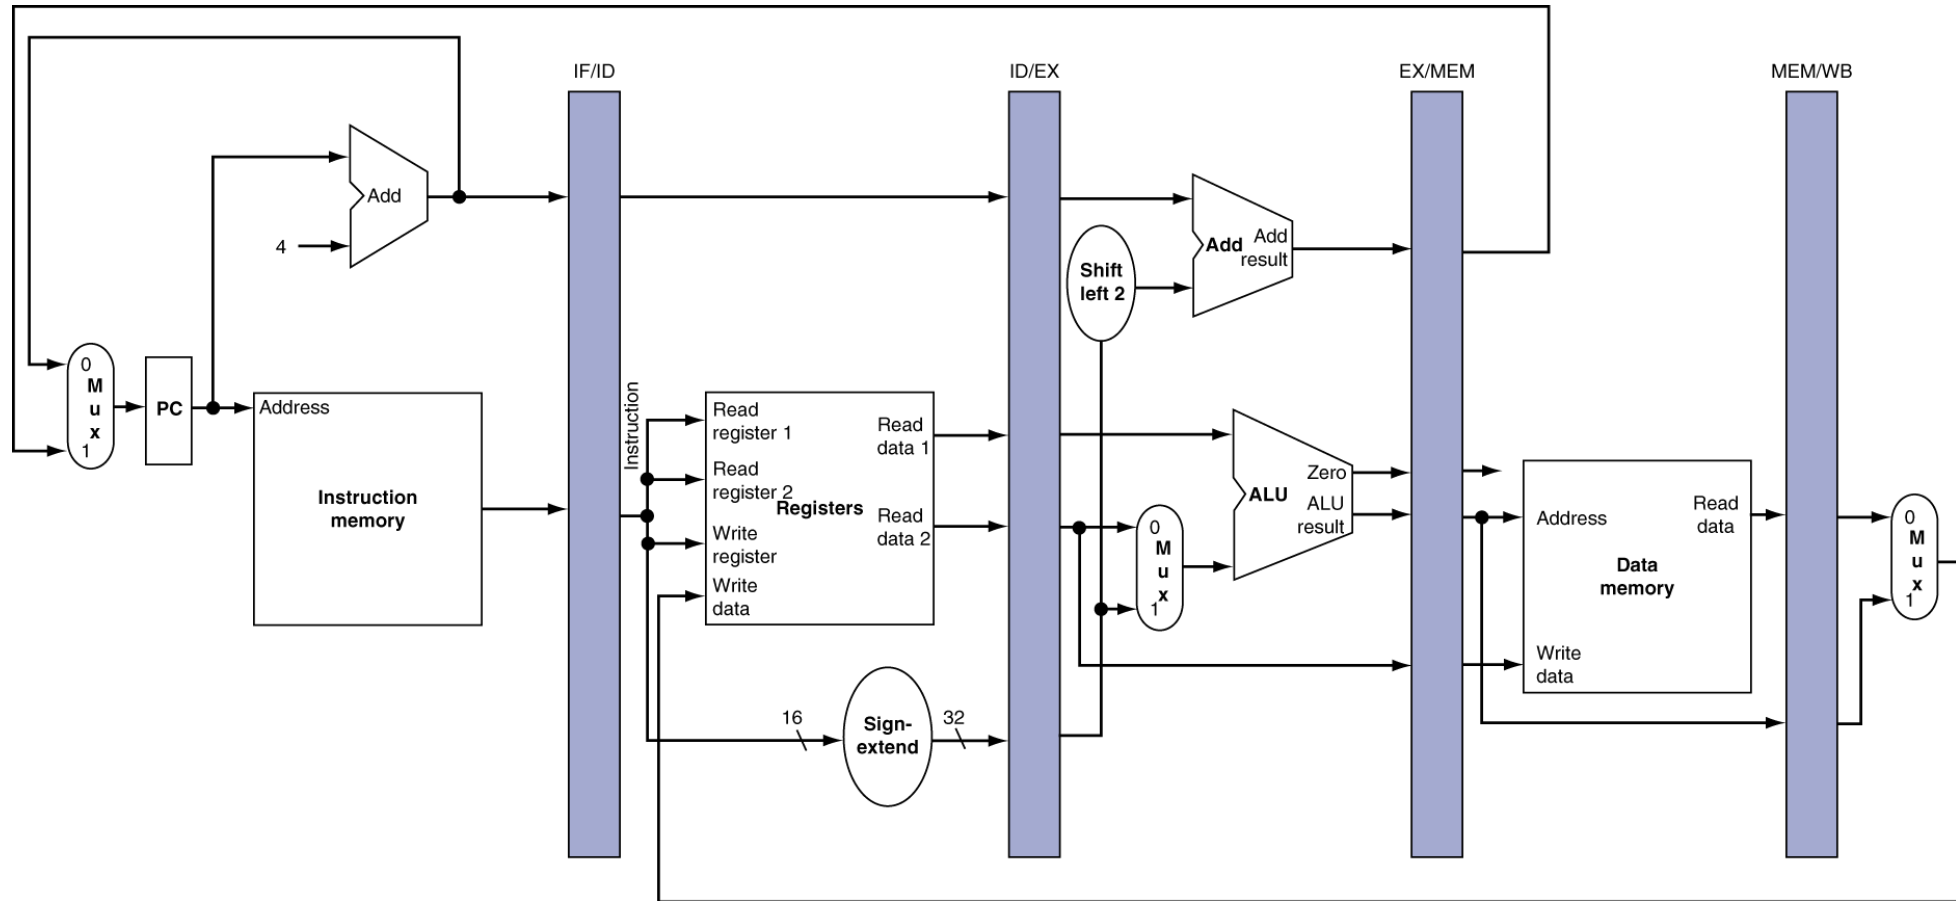 IF/ID
ID/EX
EX/MEM
MEM/WB
Add
4
0
M
u
x
1
PC
Address
Instruction
memory
Instruction
Read
register 1
Read
register 2
Write
register
Write
data
Registers
Read
data 1
Read
data 2
16
Sign-
extend
32
Shift
left 2
Add
Add
result
0
M
u
x
1
ALU
Zero
ALU
result
Address
Read
data
Data
memory
Write
data
0
M
u
x
1